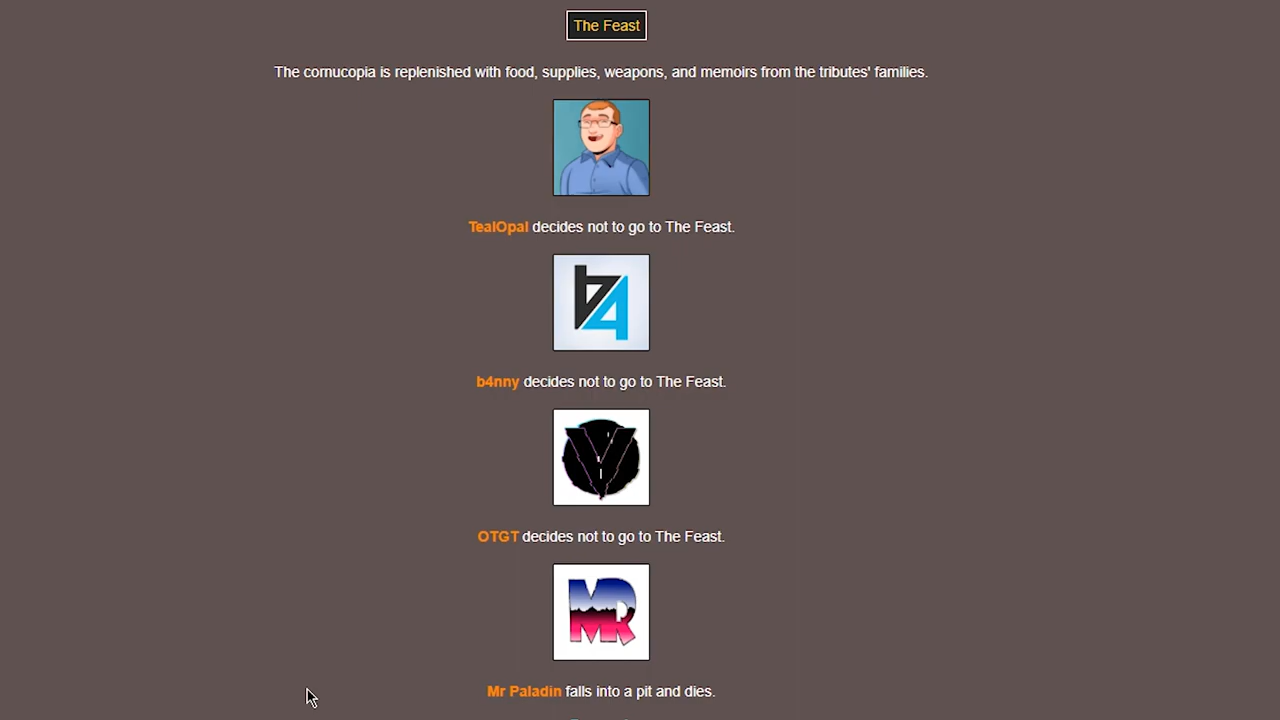 The Feast
The cornucopia is replenished with food, supplies, weapons, and memoirs from the tributes' families.
TealOpal decides not to go to The Feast.
b4
b4nny decides not to go to The Feast.
V
OTGT decides not to go to The Feast.
MR
Mr Paladin falls into a pit and dies.